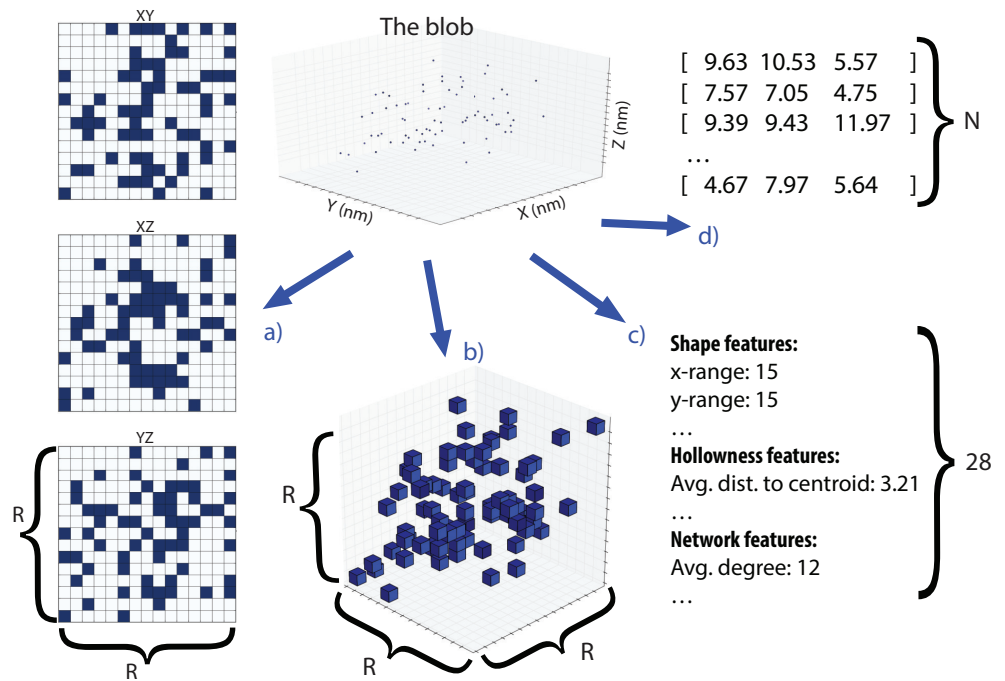 XY
The blob
Z (nm)
Y (nm)
X (nm)
[ 9.63 10.53 5.57 ]
[ 7.57 7.05 4.75 ]
[ 9.39 9.43 11.97 ]
...
[ 4.67 7.97 5.64 ]
N
XZ
a)
b)
c)
d)
Shape features:
x-range: 15
y-range: 15
...
Hollowness features:
Avg. dist. to centroid: 3.21
...
Network features:
Avg. degree: 12
...
28
YZ
R
R
R
R
R